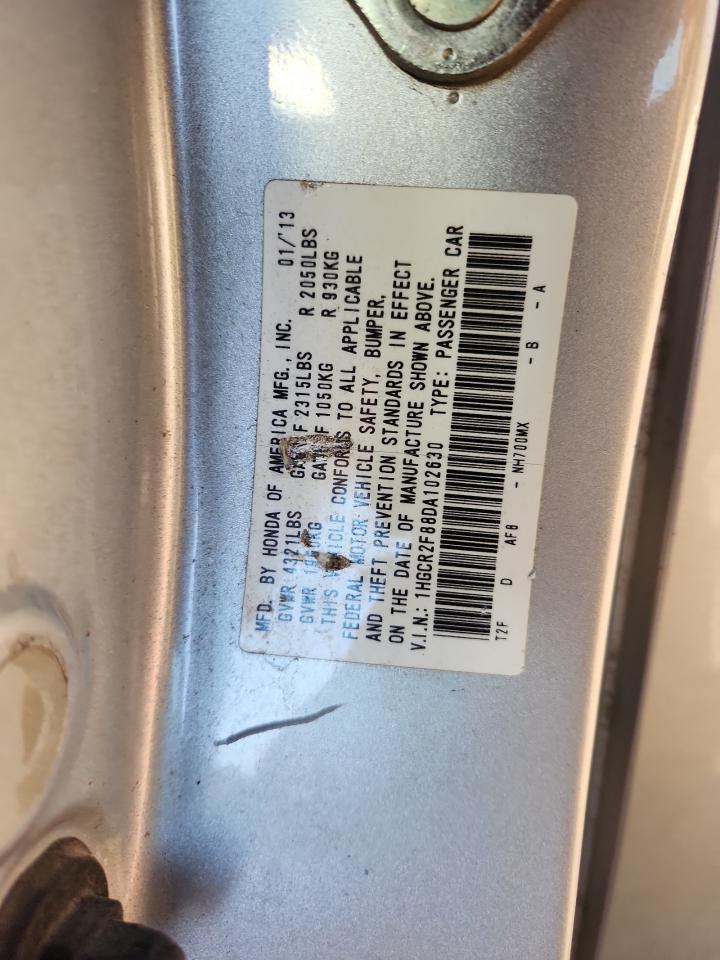 MFD. BY HONDA OF AMERICA MFG., INC. 01/'13
GVWR 4321LBS F 2315LBS R 2050LBS
GVWR F 1050KG R 930KG
THIS VEHICLE CONFORMS TO ALL APPLICABLE
FEDERAL MOTOR VEHICLE SAFETY, BUMPER,
AND THEFT PREVENTION STANDARDS IN EFFECT
ON THE DATE OF MANUFACTURE SHOWN ABOVE.
V.I.N.: 1HGCR2F88DA102630 TYPE: PASSENGER CAR
T2F D AF8 - NH700MX - B - A